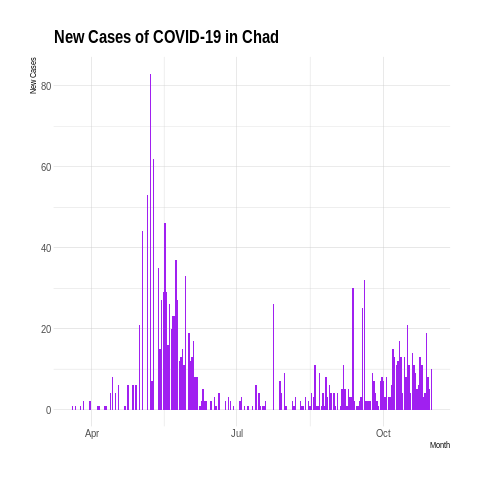 New Cases of COVID-19 in Chad
New Cases
80
60
40
20
0
Apr
Jul
Oct
Month